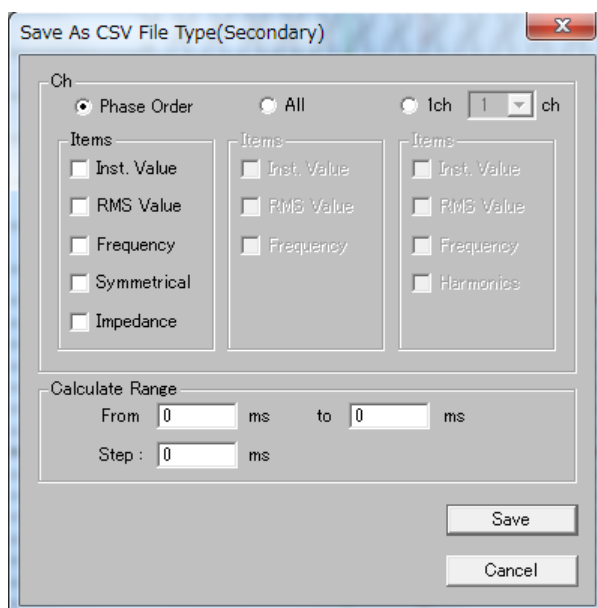 Save As CSV File Type(Secondary)
x
Ch
Phase Order All 1ch 1 ch
Items Items Items
Inst. Value Inst. Value Inst. Value
RMS Value RMS Value RMS Value
Frequency Frequency Frequency
Symmetrical Harmonics
Impedance
Calculate Range
From 0 ms to 0 ms
Step : 0 ms
Save
Cancel